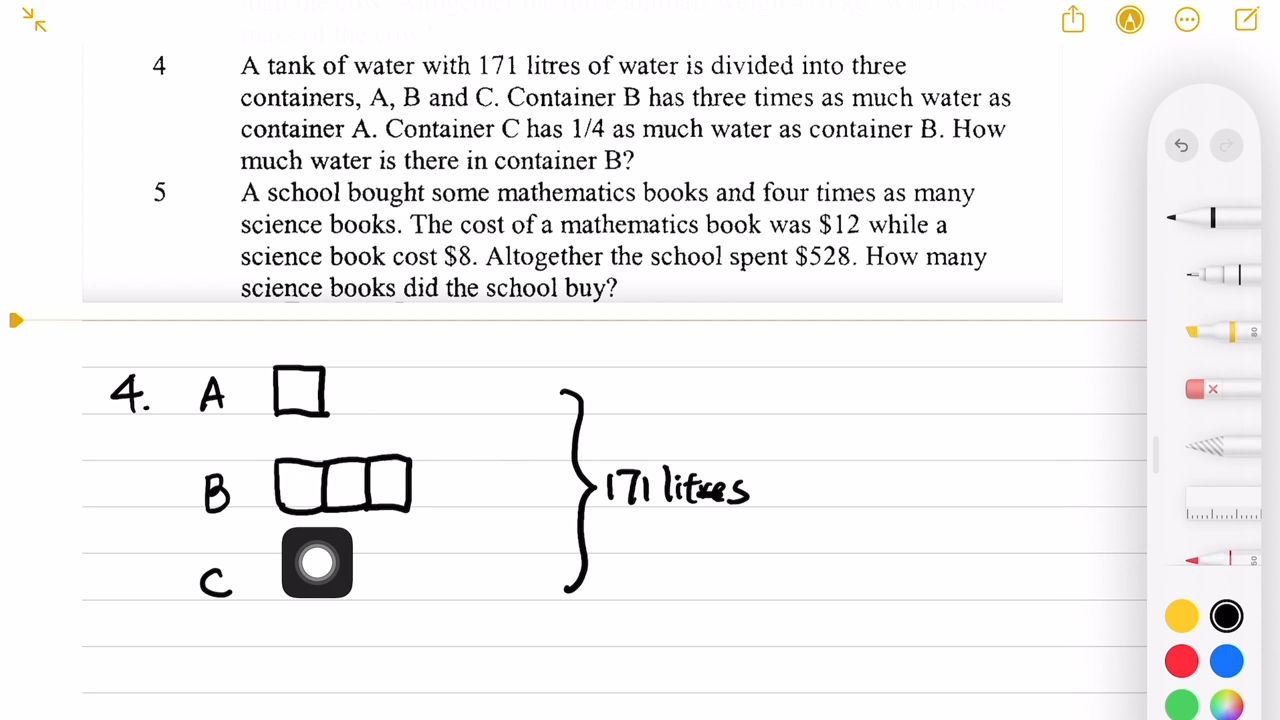 4 A tank of water with 171 litres of water is divided into three
containers, A, B and C. Container B has three times as much water as
container A. Container C has 1/4 as much water as container B. How
much water is there in container B?
5 A school bought some mathematics books and four times as many
science books. The cost of a mathematics book was $12 while a
science book cost $8. Altogether the school spent $528. How many
science books did the school buy?
4. A
B 171 litres
C
80
50